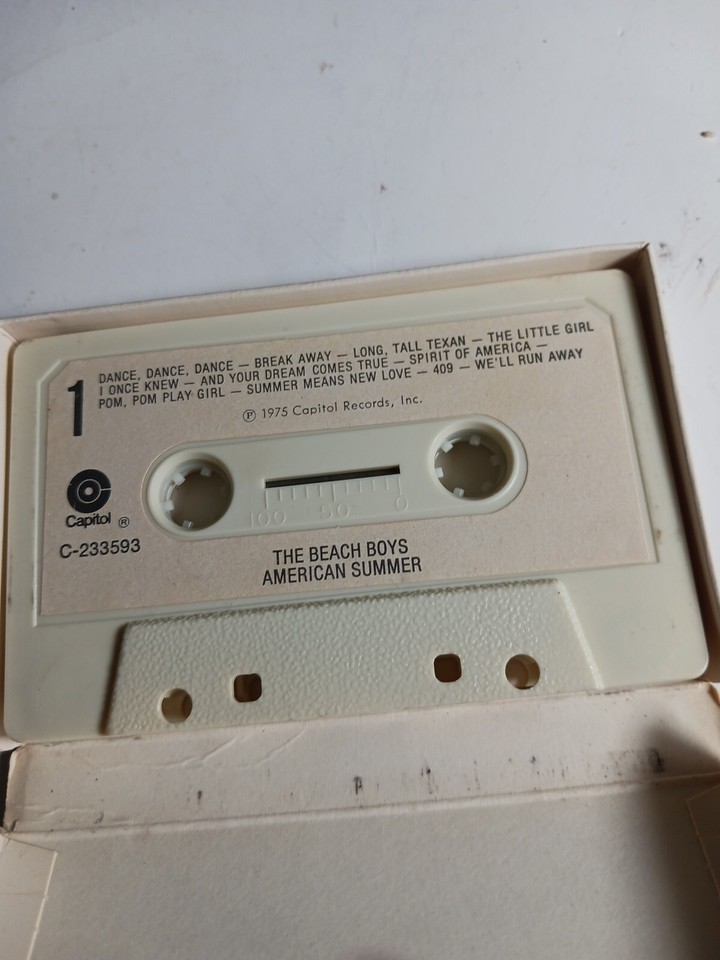 1
DANCE, DANCE, DANCE — BREAK AWAY — LONG, TALL TEXAN — THE LITTLE GIRL
I ONCE KNEW — AND YOUR DREAM COMES TRUE — SPIRIT OF AMERICA —
POM, POM PLAY GIRL — SUMMER MEANS NEW LOVE — 409 — WE'LL RUN AWAY
Ⓟ 1975 Capitol Records, Inc.
Capitol ®
100 50 0
C-233593
THE BEACH BOYS
AMERICAN SUMMER